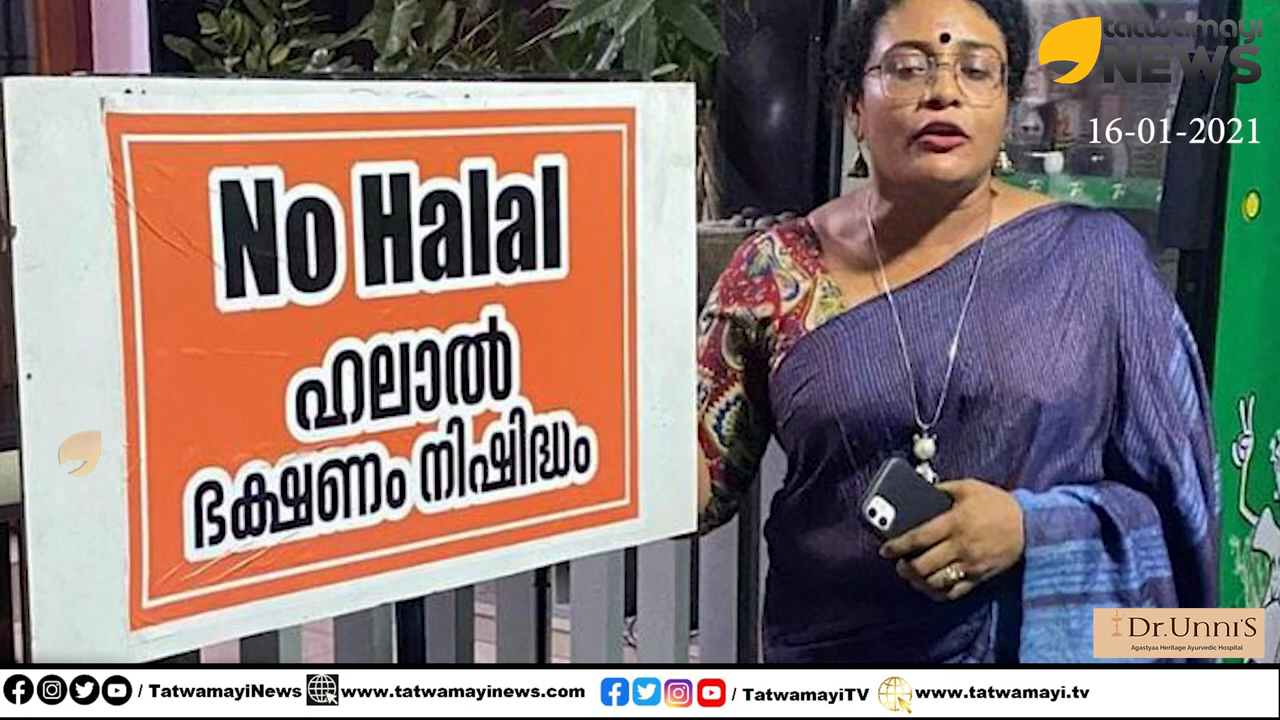 tatwamayi
NEWS
16-01-2021
No Halal
ഹലാൽ
ഭക്ഷണം നിഷിദ്ധം
Dr.Unni'S
Agastyaa Heritage Ayurvedic Hospital
/ TatwamayiNews www.tatwamayinews.com / TatwamayiTV www.tatwamayi.tv